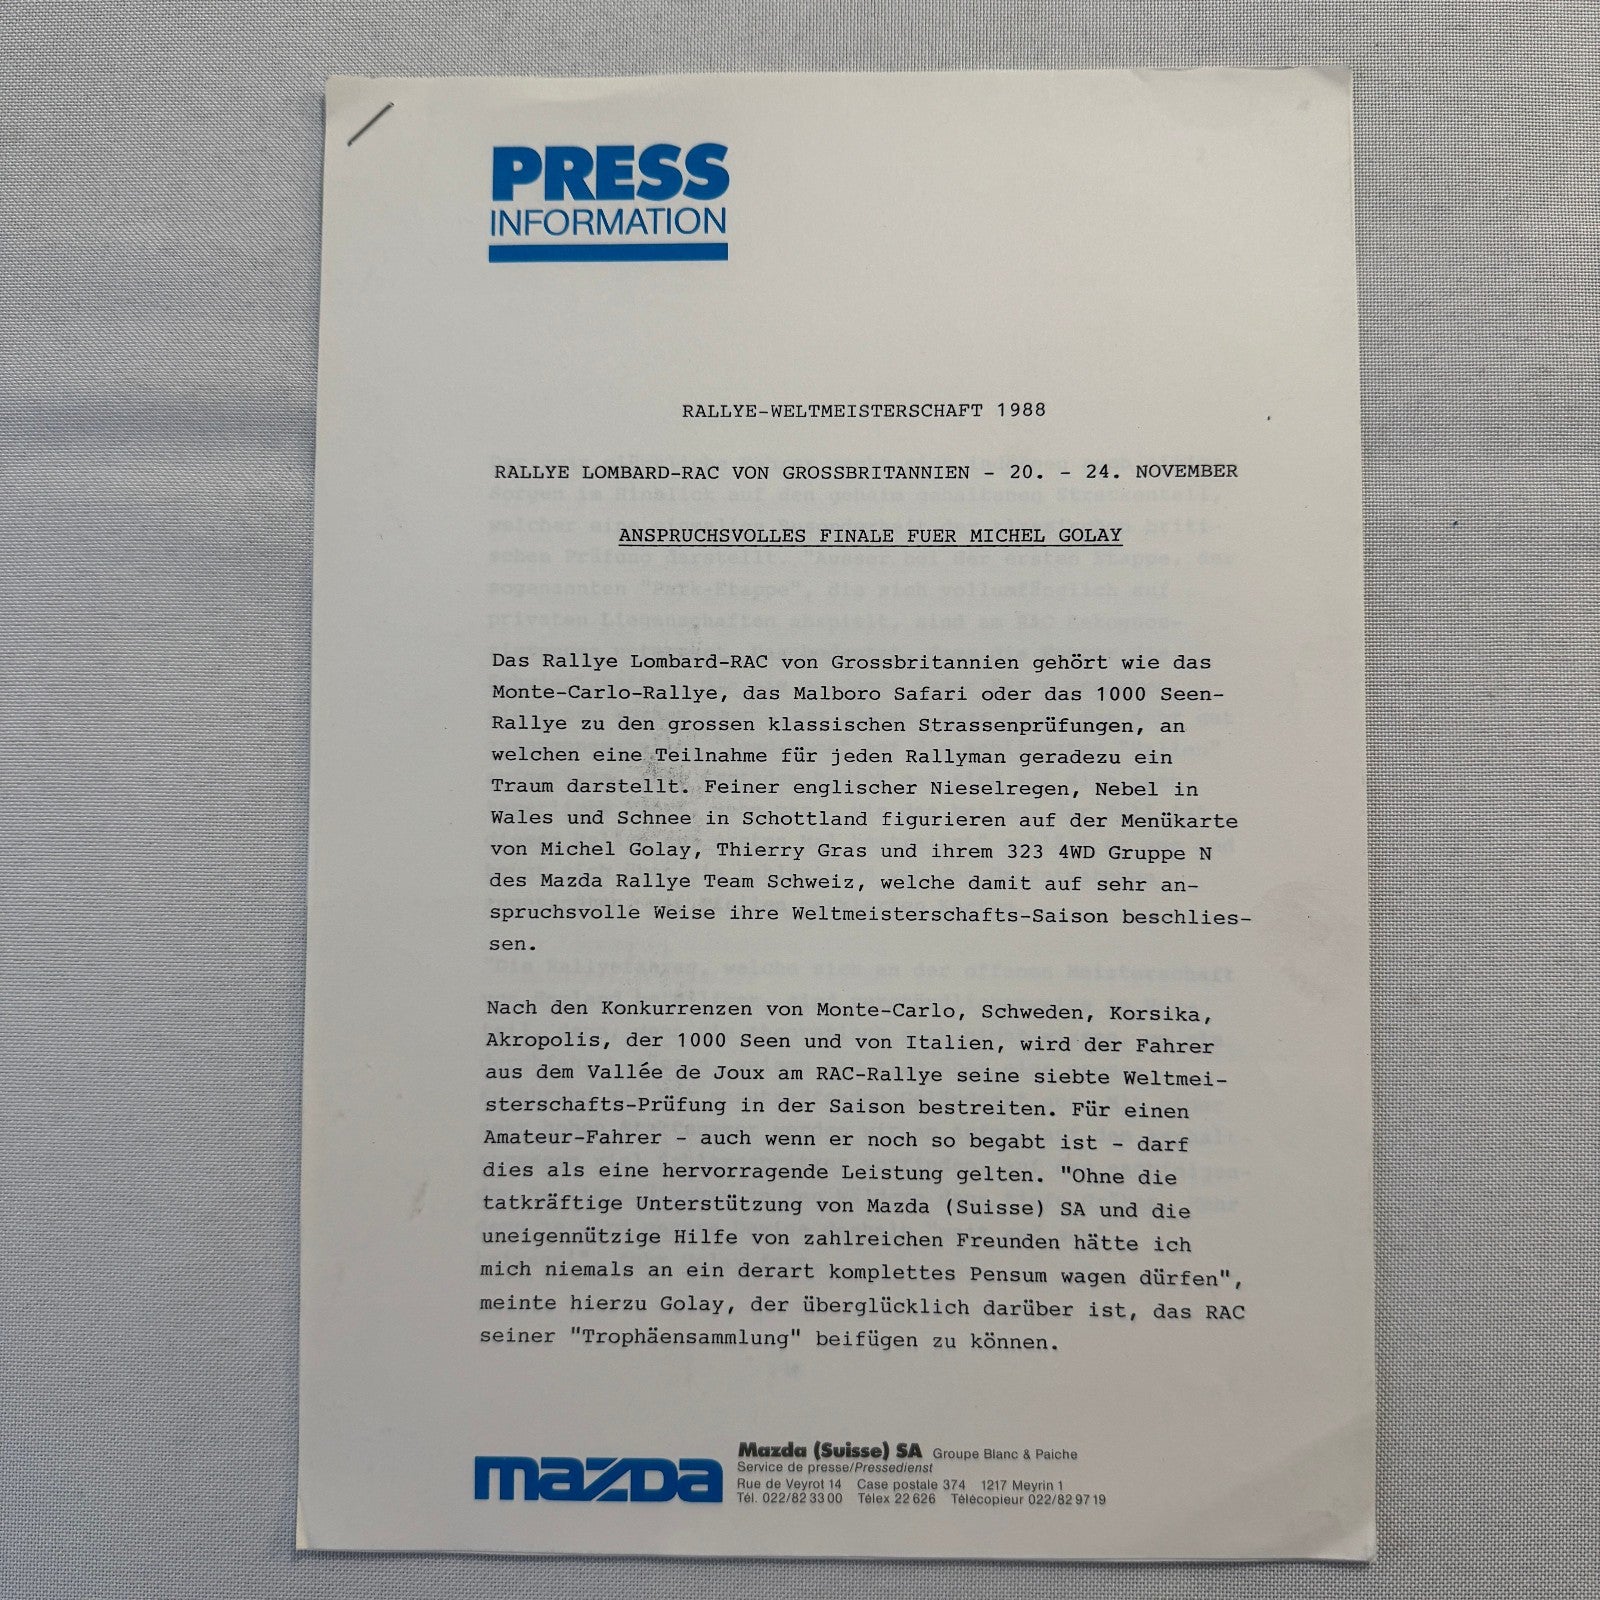 PRESS
INFORMATION
RALLYE-WELTMEISTERSCHAFT 1988
RALLYE LOMBARD-RAC VON GROSSBRITANNIEN - 20. - 24. NOVEMBER
ANSPRUCHSVOLLES FINALE FUER MICHEL GOLAY
Das Rallye Lombard-RAC von Grossbritannien gehört wie das
Monte-Carlo-Rallye, das Malboro Safari oder das 1000 Seen-
Rallye zu den grossen klassischen Strassenprüfungen, an
welchen eine Teilnahme für jeden Rallyman geradezu ein
Traum darstellt. Feiner englischer Nieselregen, Nebel in
Wales und Schnee in Schottland figurieren auf der Menükarte
von Michel Golay, Thierry Gras und ihrem 323 4WD Gruppe N
des Mazda Rallye Team Schweiz, welche damit auf sehr an-
spruchsvolle Weise ihre Weltmeisterschafts-Saison beschlies-
sen.
Nach den Konkurrenzen von Monte-Carlo, Schweden, Korsika,
Akropolis, der 1000 Seen und von Italien, wird der Fahrer
aus dem Vallée de Joux am RAC-Rallye seine siebte Weltmei-
sterschafts-Prüfung in der Saison bestreiten. Für einen
Amateur-Fahrer - auch wenn er noch so begabt ist - darf
dies als eine hervorragende Leistung gelten. "Ohne die
tatkräftige Unterstützung von Mazda (Suisse) SA und die
uneigennützige Hilfe von zahlreichen Freunden hätte ich
mich niemals an ein derart komplettes Pensum wagen dürfen",
meinte hierzu Golay, der überglücklich darüber ist, das RAC
seiner "Trophäensammlung" beifügen zu können.
mazda
Mazda (Suisse) SA Groupe Blanc & Paiche
Service de presse/Pressedienst
Rue de Veyrot 14 Case postale 374 1217 Meyrin 1
Tél. 022/82 33 00 Télex 22 626 Télécopieur 022/82 97 19